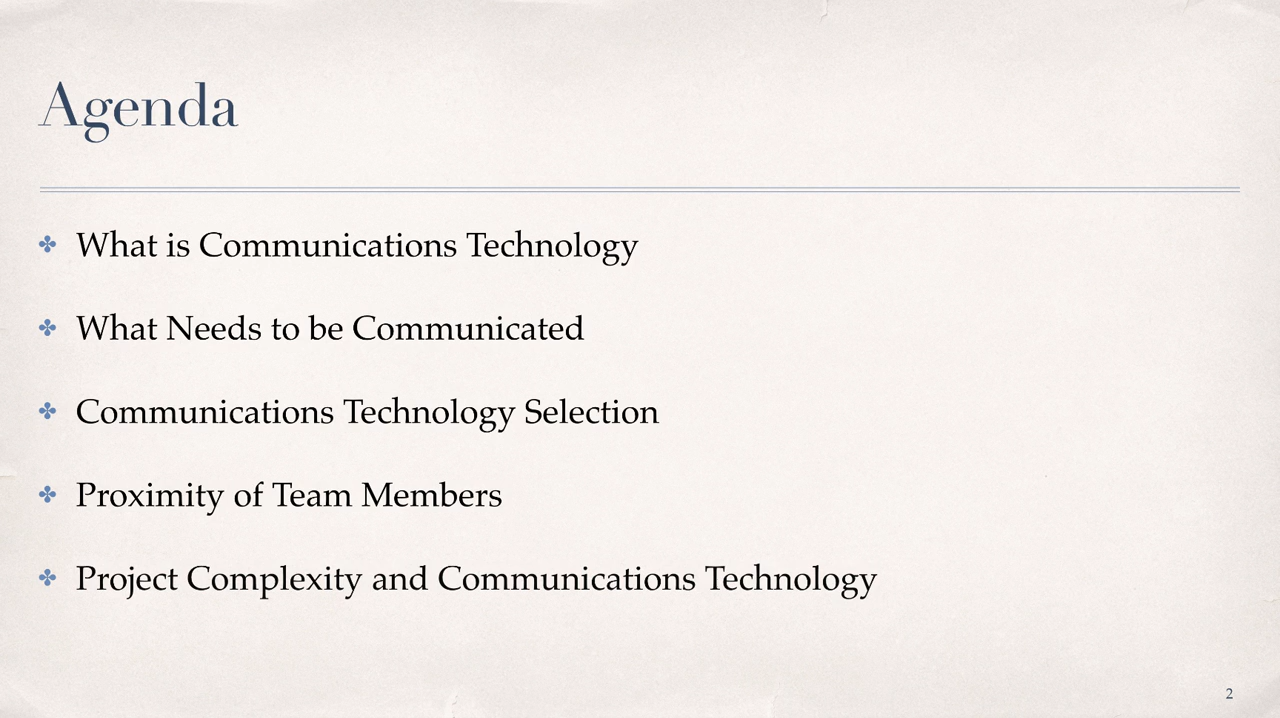 Agenda
What is Communications Technology
What Needs to be Communicated
Communications Technology Selection
Proximity of Team Members
Project Complexity and Communications Technology
2